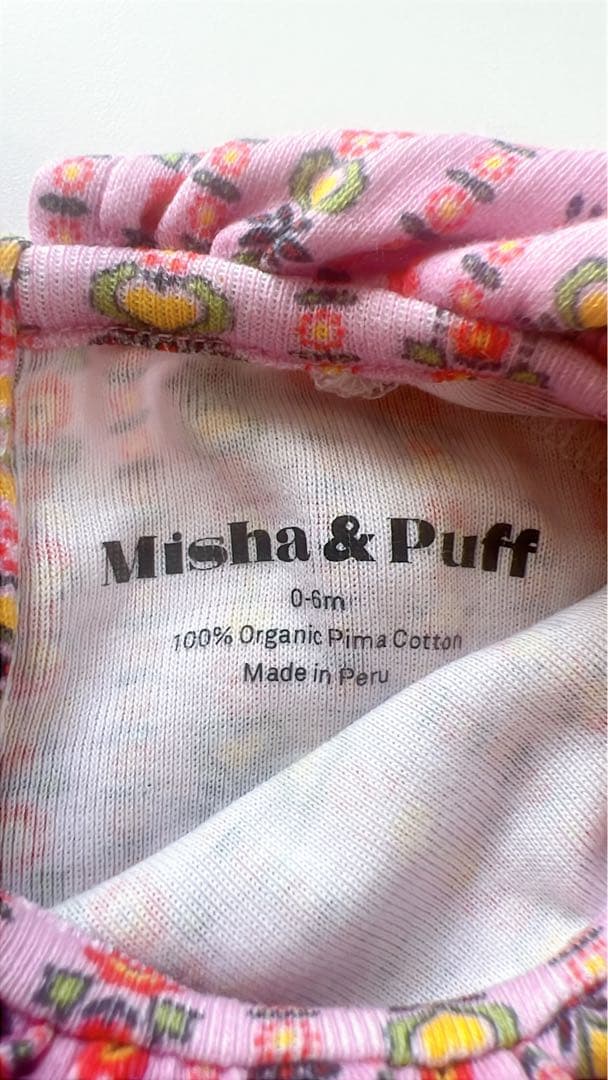 Misha & Puff
0-6m
100% Organic Pima Cotton
Made in Peru